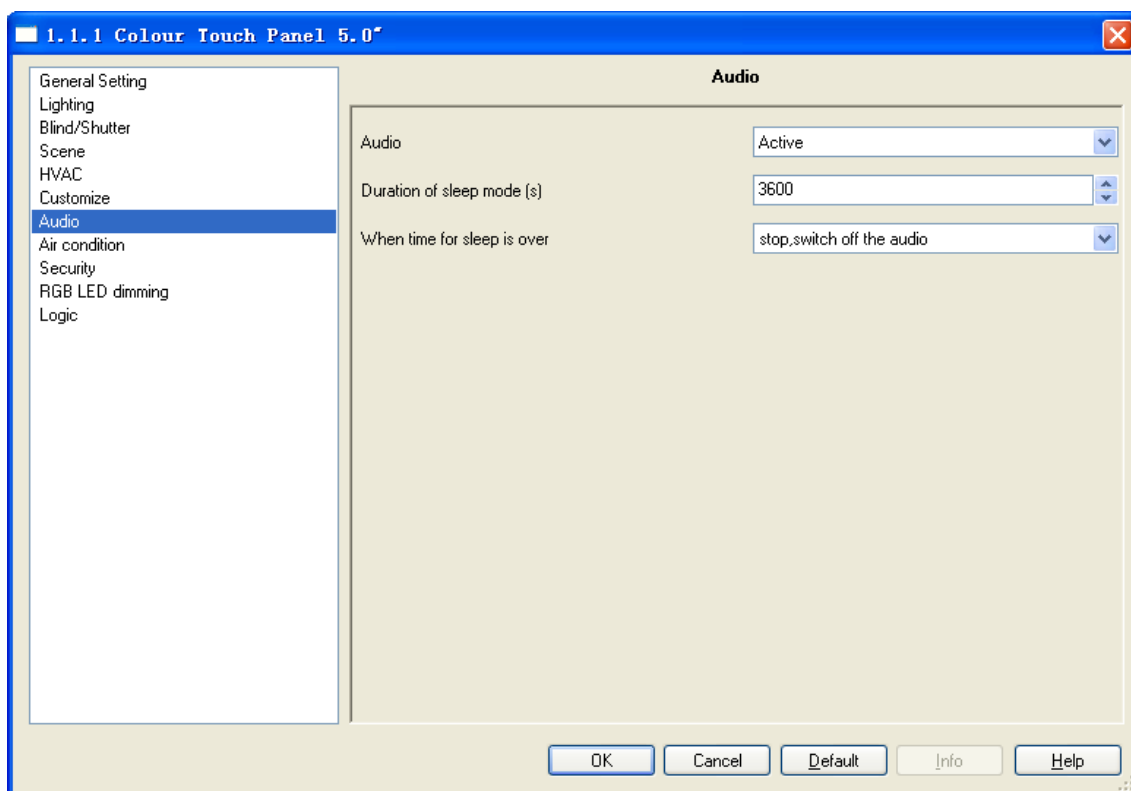 1.1.1 Colour Touch Panel 5.0"
General Setting
Lighting
Blind/Shutter
Scene
HVAC
Customize
Audio
Air condition
Security
RGB LED dimming
Logic
Audio
Audio Active
Duration of sleep mode (s) 3600
When time for sleep is over stop,switch off the audio
OK Cancel Default Info Help